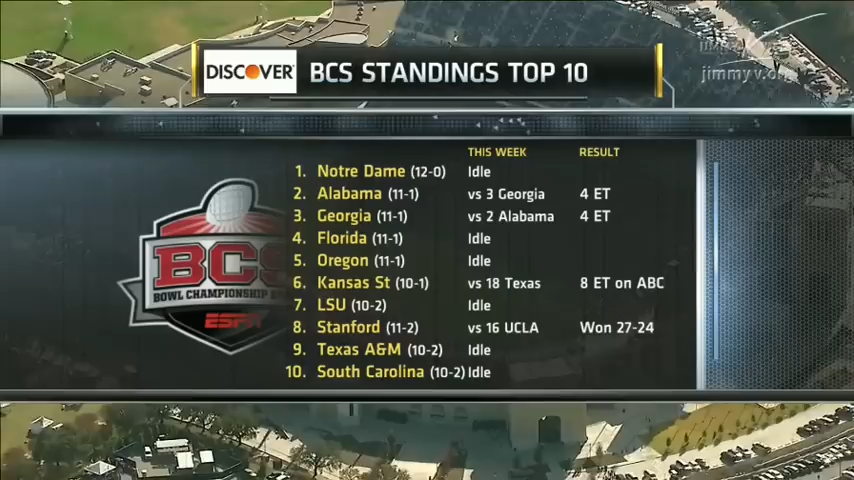 jimmyv.org
DISCOVER
BCS STANDINGS TOP 10
THIS WEEK RESULT
1. Notre Dame (12-0) Idle
2. Alabama (11-1) vs 3 Georgia 4 ET
3. Georgia (11-1) vs 2 Alabama 4 ET
4. Florida (11-1) Idle
5. Oregon (11-1) Idle
6. Kansas St (10-1) vs 18 Texas 8 ET on ABC
7. LSU (10-2) Idle
8. Stanford (11-2) vs 16 UCLA Won 27-24
9. Texas A&M (10-2) Idle
10. South Carolina (10-2) Idle
BCS
BOWL CHAMPIONSHIP
ESPN